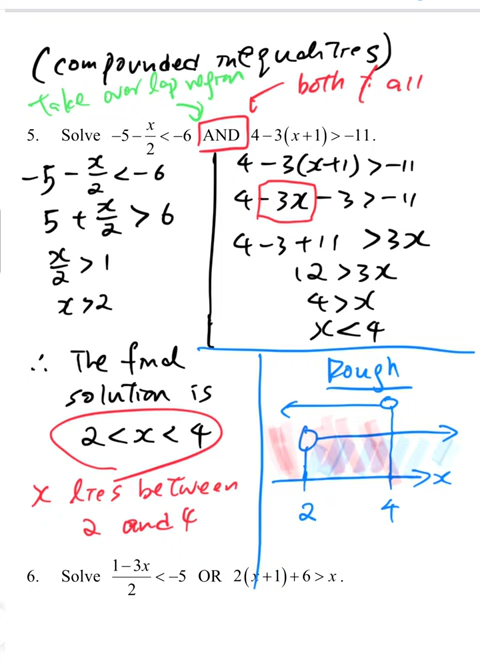 (compounded inequalities)
take overlap region
both & all
5. Solve −5−x/2<−6 AND 4−3(x+1)>−11.
−5−x/2<−6
5+x/2>6
x/2>1
x>2
4−3(x+1)>−11
4−3x−3>−11
4−3+11>3x
12>3x
4>x
x<4
∴ The final
solution is
2<x<4
x lies between
2 and 4
Rough
x
2 4
6. Solve (1−3x)/2<−5 OR 2(x+1)+6>x.